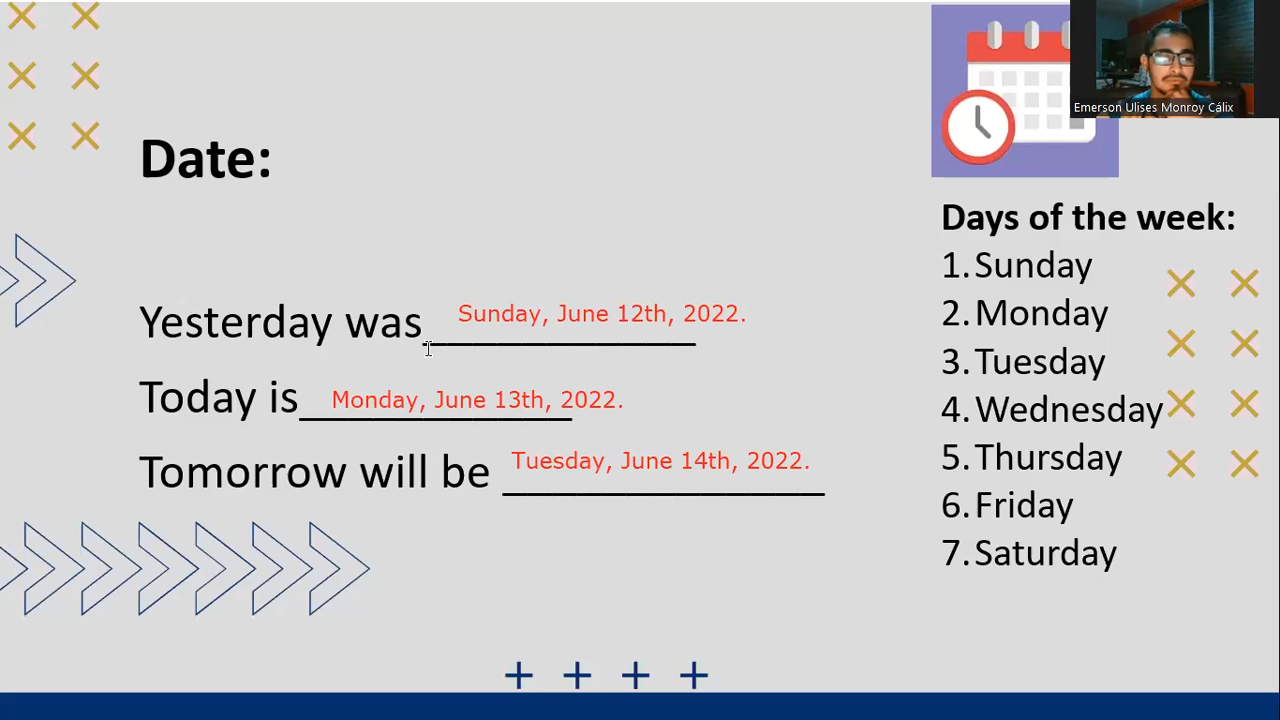 Emerson Ulises Monroy Cálix
Date:
Yesterday was Sunday, June 12th, 2022.
Today is Monday, June 13th, 2022.
Tomorrow will be Tuesday, June 14th, 2022.
Days of the week:
1. Sunday
2. Monday
3. Tuesday
4. Wednesday
5. Thursday
6. Friday
7. Saturday